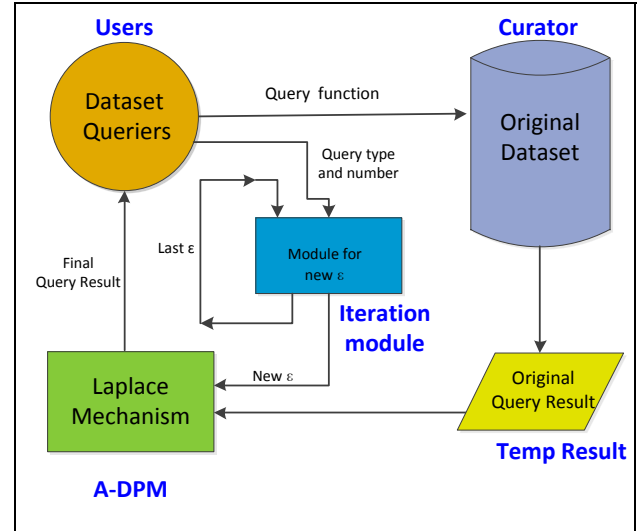 Users
Curator
Dataset
Queriers
Query function
Original
Dataset
Query type
and number
Last ε
Module for
new ε
Final
Query Result
Iteration
module
New ε
Laplace
Mechanism
Original
Query Result
Temp Result
A-DPM